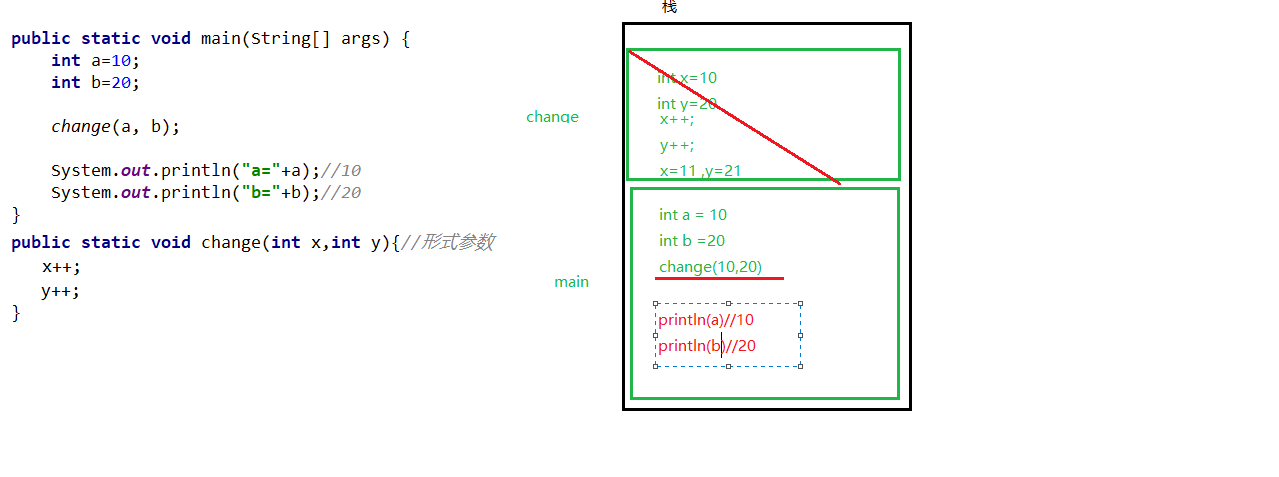 public static void main(String[] args) {
int a=10;
int b=20;
change(a, b);
System.out.println("a="+a);//10
System.out.println("b="+b);//20
}
public static void change(int x,int y){//形式参数
x++;
y++;
}
栈
change
int x=10
int y=20
x++;
y++;
x=11 ,y=21
main
int a = 10
int b =20
change(10,20)
println(a)//10
println(b)//20